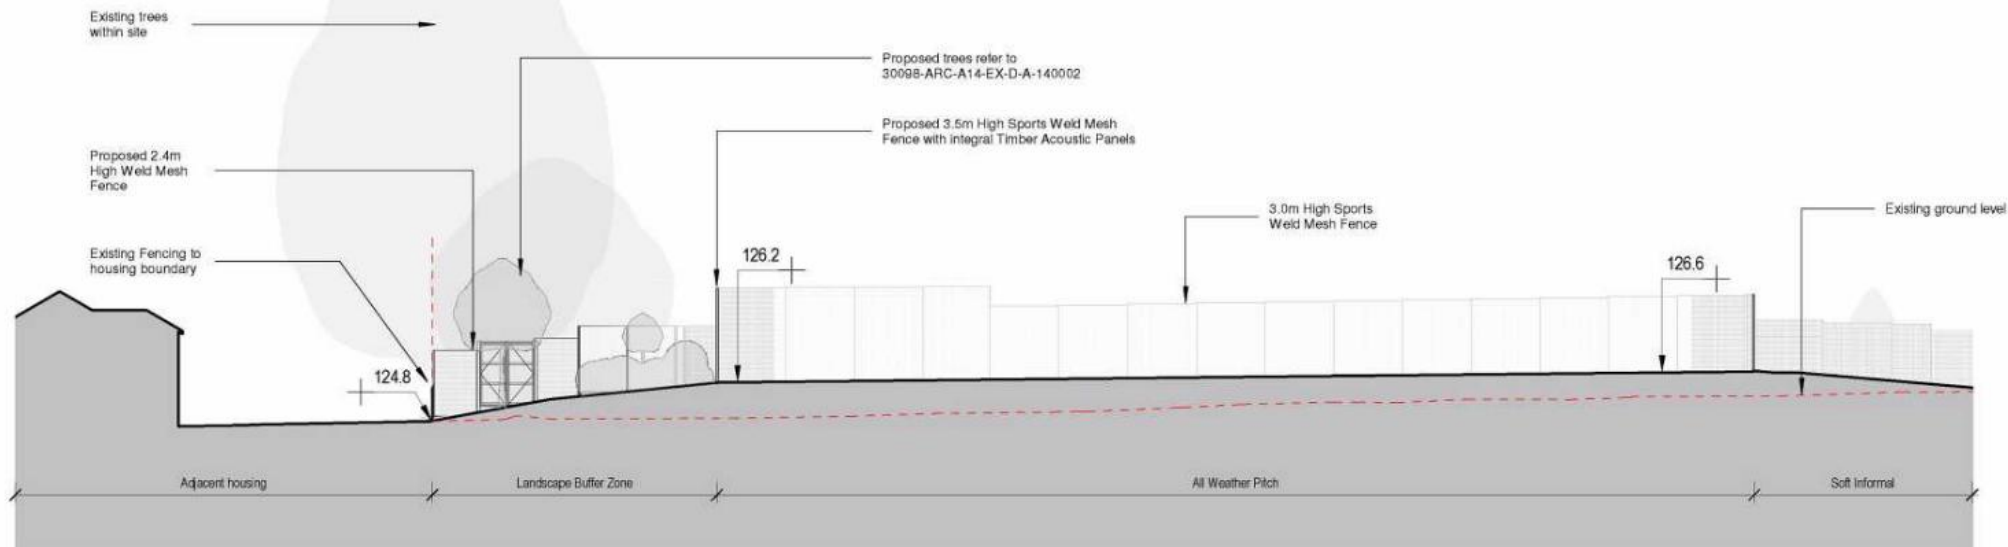 Existing trees
within site
Proposed trees refer to
30098-ARC-A14-EX-D-A-140002
Proposed 3.5m High Sports Weld Mesh
Fence with integral Timber Acoustic Panels
Proposed 2.4m
High Weld Mesh
Fence
3.0m High Sports
Weld Mesh Fence
Existing ground level
Existing Fencing to
housing boundary
126.2
126.6
124.8
Adjacent housing
Landscape Buffer Zone
All Weather Pitch
Soft Informal